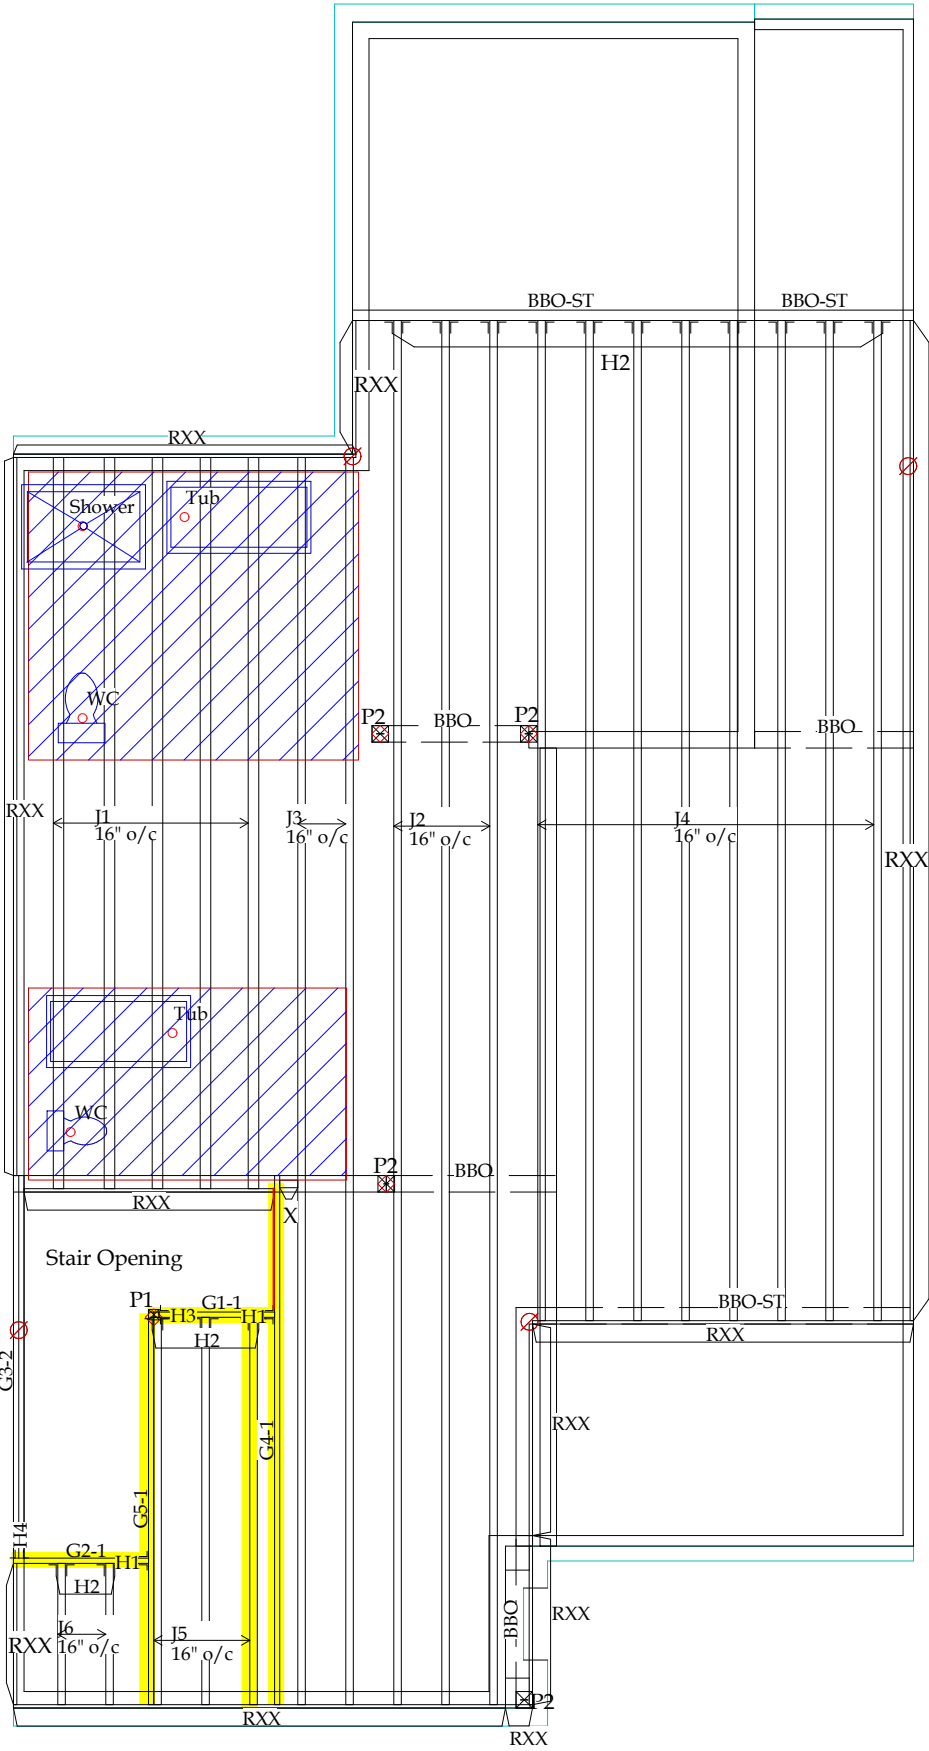 BBO-ST
BBO-ST
H2
RXX
RXX
Shower
Tub
WC
P2
BBO
P2
BBO
RXX
J1
16" o/c
J3
16" o/c
J2
16" o/c
J4
16" o/c
RXX
Tub
WC
P2
BBO
RXX
X
Stair Opening
P1
G1-1
H3
H1
H2
BBO-ST
RXX
G3-2
G4-1
RXX
G5-1
H4
G2-1
H1
H2
J6
16" o/c
J5
16" o/c
RXX
BBO
RXX
P2
RXX
RXX